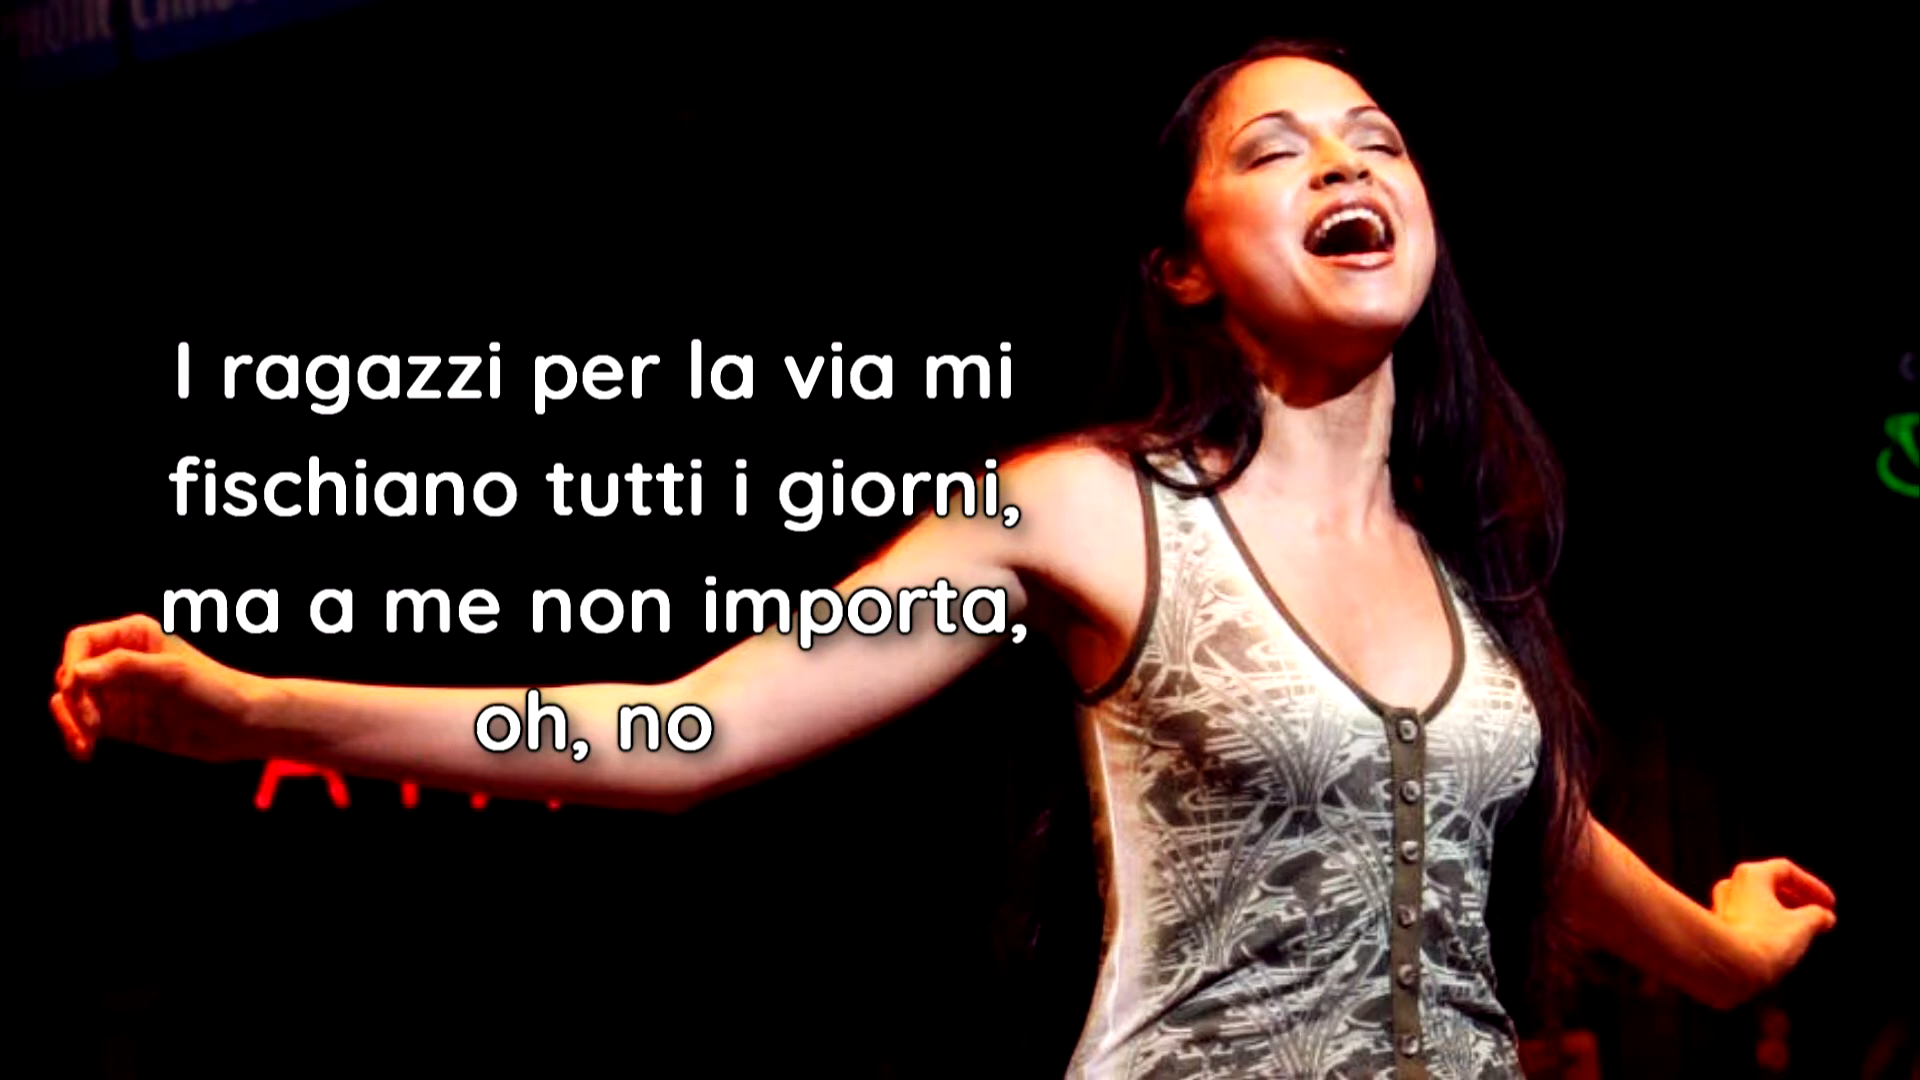 I ragazzi per la via mi
fischiano tutti i giorni,
ma a me non importa,
oh, no